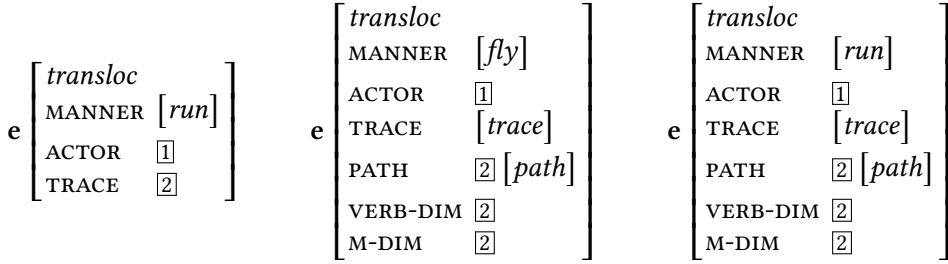 e [transloc
MANNER [run]
ACTOR 1
TRACE 2]
e [transloc
MANNER [fly]
ACTOR 1
TRACE [trace]
PATH 2 [path]
VERB-DIM 2
M-DIM 2]
e [transloc
MANNER [run]
ACTOR 1
TRACE [trace]
PATH 2 [path]
VERB-DIM 2
M-DIM 2]